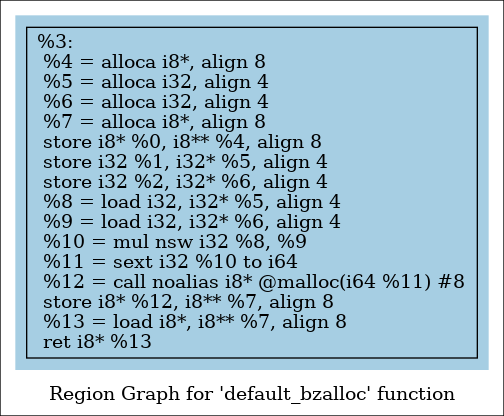 %3:
%4 = alloca i8*, align 8
%5 = alloca i32, align 4
%6 = alloca i32, align 4
%7 = alloca i8*, align 8
store i8* %0, i8** %4, align 8
store i32 %1, i32* %5, align 4
store i32 %2, i32* %6, align 4
%8 = load i32, i32* %5, align 4
%9 = load i32, i32* %6, align 4
%10 = mul nsw i32 %8, %9
%11 = sext i32 %10 to i64
%12 = call noalias i8* @malloc(i64 %11) #8
store i8* %12, i8** %7, align 8
%13 = load i8*, i8** %7, align 8
ret i8* %13
Region Graph for 'default_bzalloc' function